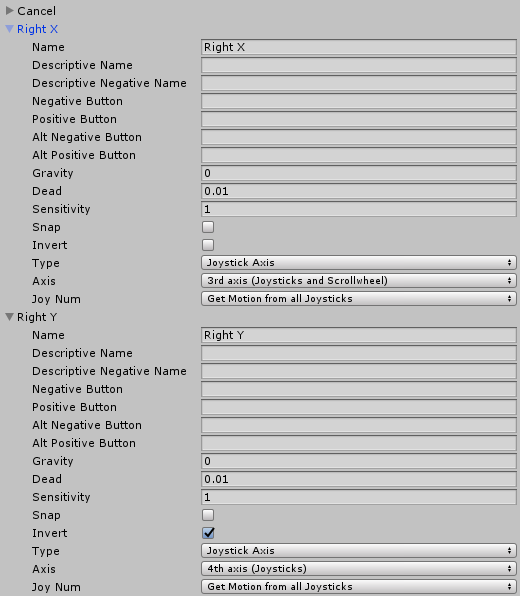 Cancel
Right X
Name Right X
Descriptive Name
Descriptive Negative Name
Negative Button
Positive Button
Alt Negative Button
Alt Positive Button
Gravity 0
Dead 0.01
Sensitivity 1
Snap
Invert
Type Joystick Axis
Axis 3rd axis (Joysticks and Scrollwheel)
Joy Num Get Motion from all Joysticks
Right Y
Name Right Y
Descriptive Name
Descriptive Negative Name
Negative Button
Positive Button
Alt Negative Button
Alt Positive Button
Gravity 0
Dead 0.01
Sensitivity 1
Snap
Invert
Type Joystick Axis
Axis 4th axis (Joysticks)
Joy Num Get Motion from all Joysticks